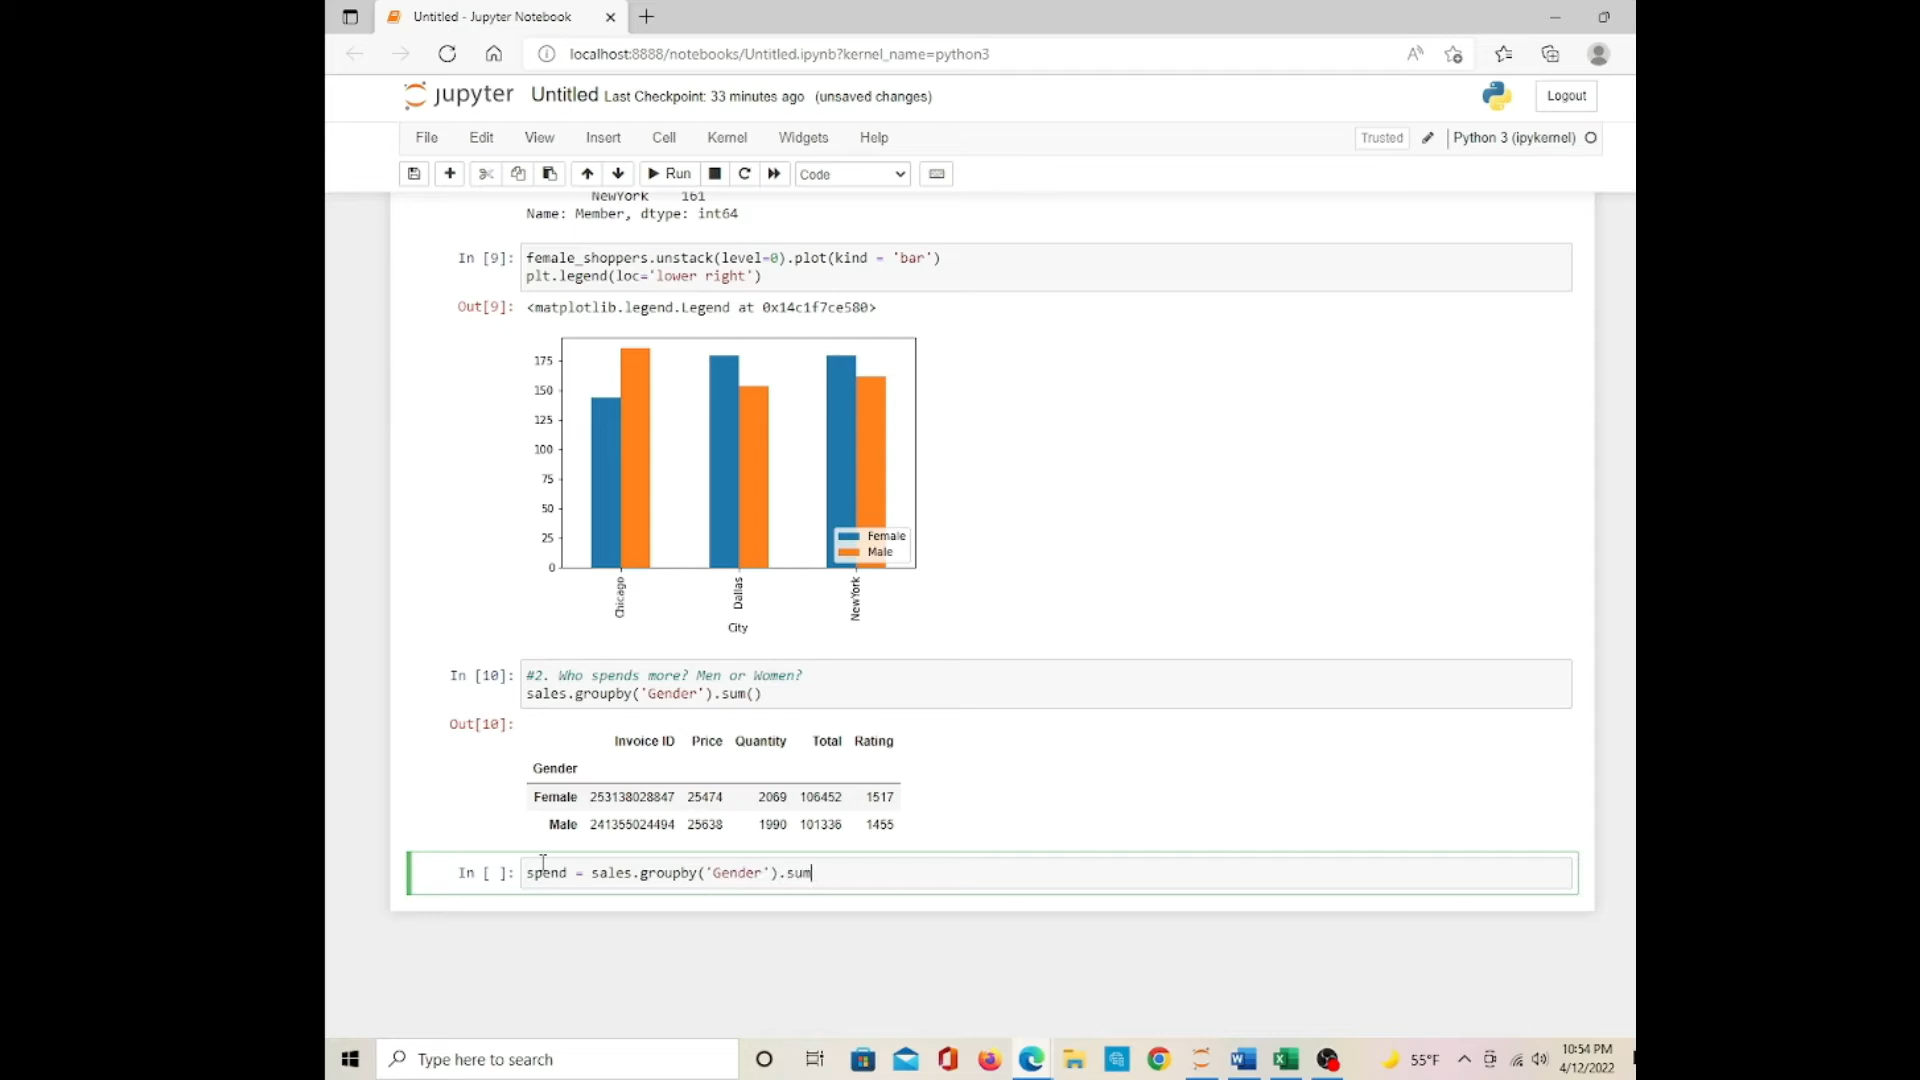 Untitled - Jupyter Notebook
localhost:8888/notebooks/Untitled.ipynb?kernel_name=python3
jupyter Untitled Last Checkpoint: 33 minutes ago (unsaved changes)
Logout
File Edit View Insert Cell Kernel Widgets Help
Trusted Python 3 (ipykernel)
Run Code
NewYork 161
Name: Member, dtype: int64
In [9]: female_shoppers.unstack(level=0).plot(kind = 'bar')
plt.legend(loc='lower right')
Out[9]: <matplotlib.legend.Legend at 0x14c1f7ce580>
175
150
125
100
75
50
25
0
Female
Male
Chicago
Dallas
NewYork
City
In [10]: #2. Who spends more? Men or Women?
sales.groupby('Gender').sum()
Out[10]:
Invoice ID Price Quantity Total Rating
Gender
Female 253138028847 25474 2069 106452 1517
Male 241355024494 25638 1990 101336 1455
In [ ]: spend = sales.groupby('Gender').sum
Type here to search
55°F
10:54 PM
4/12/2022